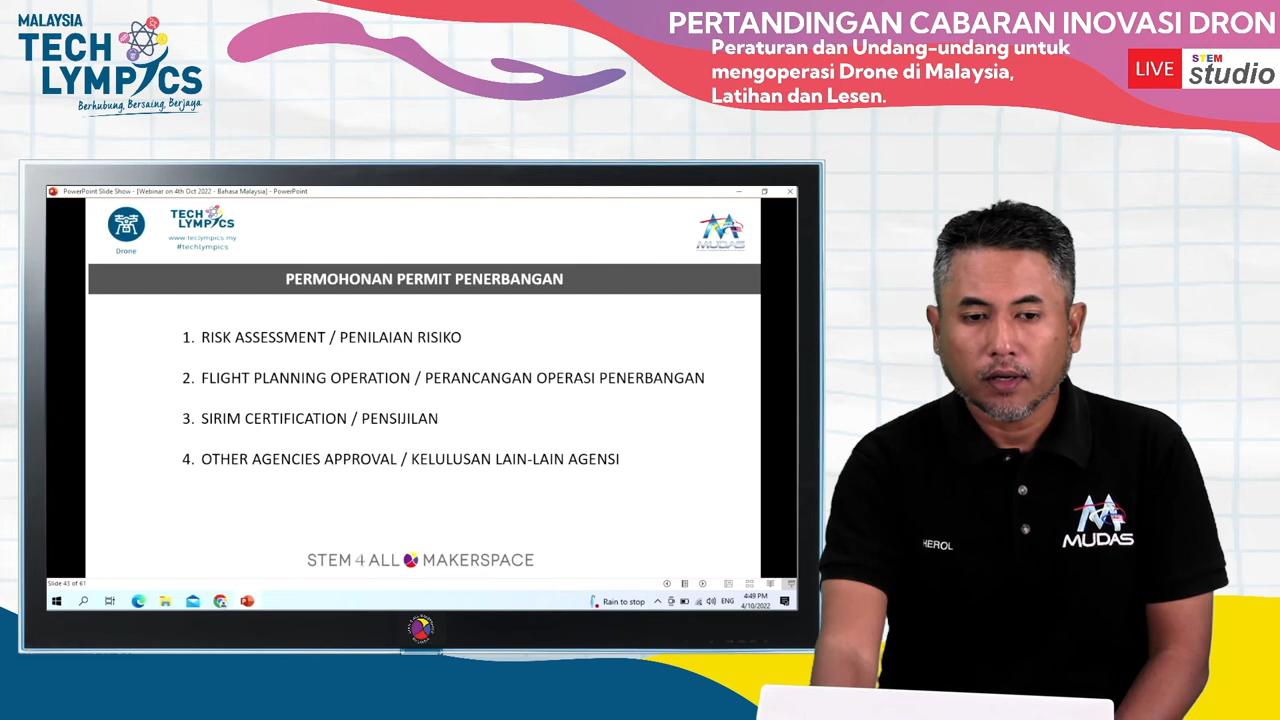 MALAYSIA
TECH
LYMPICS
Berhubung, Bersaing, Berjaya
PERTANDINGAN CABARAN INOVASI DRON
Peraturan dan Undang-undang untuk
mengoperasi Drone di Malaysia,
Latihan dan Lesen.
LIVE
STEM
studio
PowerPoint Slide Show - [Webinar on 4th Oct 2022 - Bahasa Malaysia] - PowerPoint
Drone
TECH
LYMPICS
www.teclympics.my
#techlympics
MUDAS
PERMOHONAN PERMIT PENERBANGAN
1. RISK ASSESSMENT / PENILAIAN RISIKO
2. FLIGHT PLANNING OPERATION / PERANCANGAN OPERASI PENERBANGAN
3. SIRIM CERTIFICATION / PENSIJILAN
4. OTHER AGENCIES APPROVAL / KELULUSAN LAIN-LAIN AGENSI
STEM 4 ALL MAKERSPACE
Slide 43 of 61
Rain to stop
ENG
4:49 PM
4/10/2022
HEROL
MUDAS